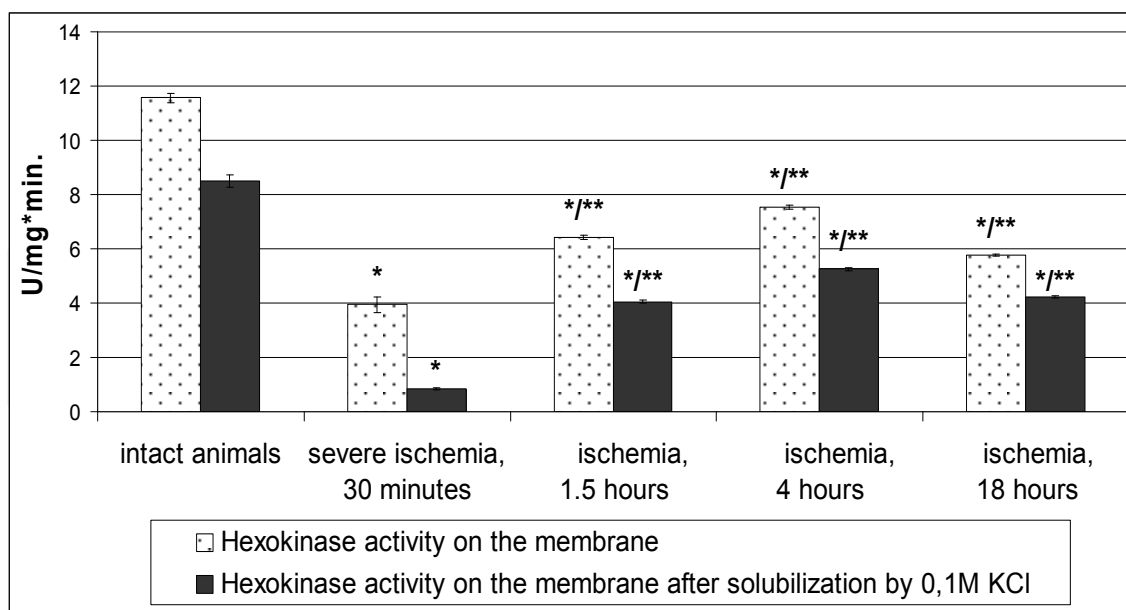 14
12
10
8
6
4
2
0
U/mg*min.
*
*
*/**
*/**
*/**
*/**
*/**
*/**
intact animals
severe ischemia,
30 minutes
ischemia,
1.5 hours
ischemia,
4 hours
ischemia,
18 hours
Hexokinase activity on the membrane
Hexokinase activity on the membrane after solubilization by 0,1M KCl